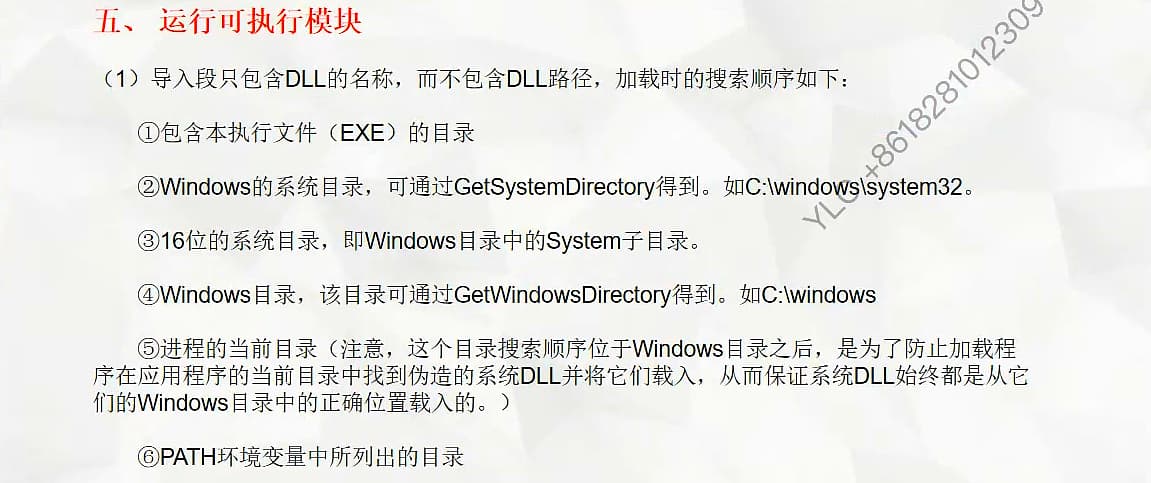 五、 运行可执行模块
（1）导入段只包含DLL的名称，而不包含DLL路径，加载时的搜索顺序如下：
①包含本执行文件（EXE）的目录
②Windows的系统目录，可通过GetSystemDirectory得到。如C:\windows\system32。
③16位的系统目录，即Windows目录中的System子目录。
④Windows目录，该目录可通过GetWindowsDirectory得到。如C:\windows
⑤进程的当前目录（注意，这个目录搜索顺序位于Windows目录之后，是为了防止加载程
序在应用程序的当前目录中找到伪造的系统DLL并将它们载入，从而保证系统DLL始终都是从它
们的Windows目录中的正确位置载入的。）
⑥PATH环境变量中所列出的目录
+8618281012309